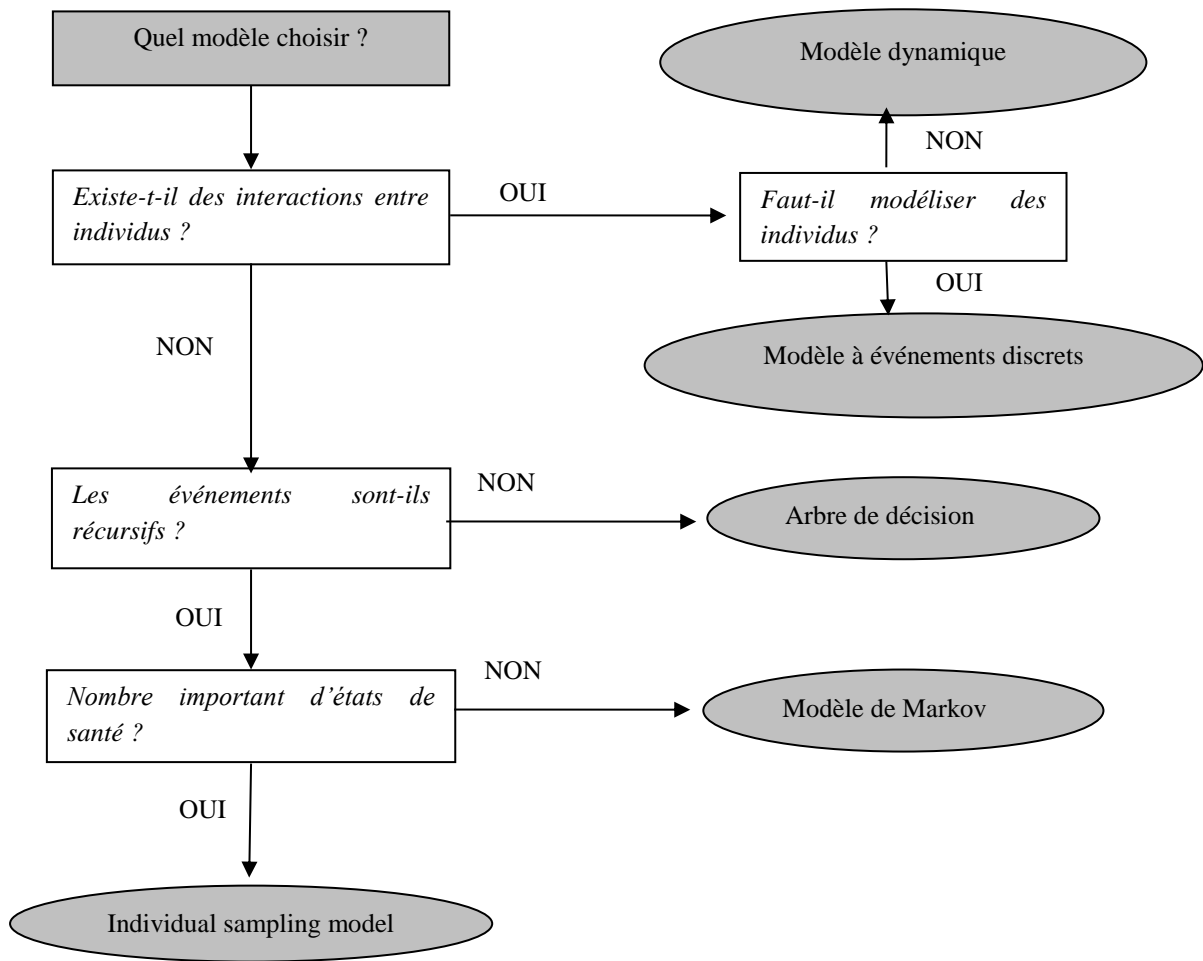 Quel modèle choisir ?
Modèle dynamique
NON
Existe-t-il des interactions entre
individus ?
OUI
Faut-il modéliser des
individus ?
OUI
NON
Modèle à événements discrets
Les événements sont-ils
récursifs ?
NON
Arbre de décision
OUI
Nombre important d'états de
santé ?
NON
Modèle de Markov
OUI
Individual sampling model